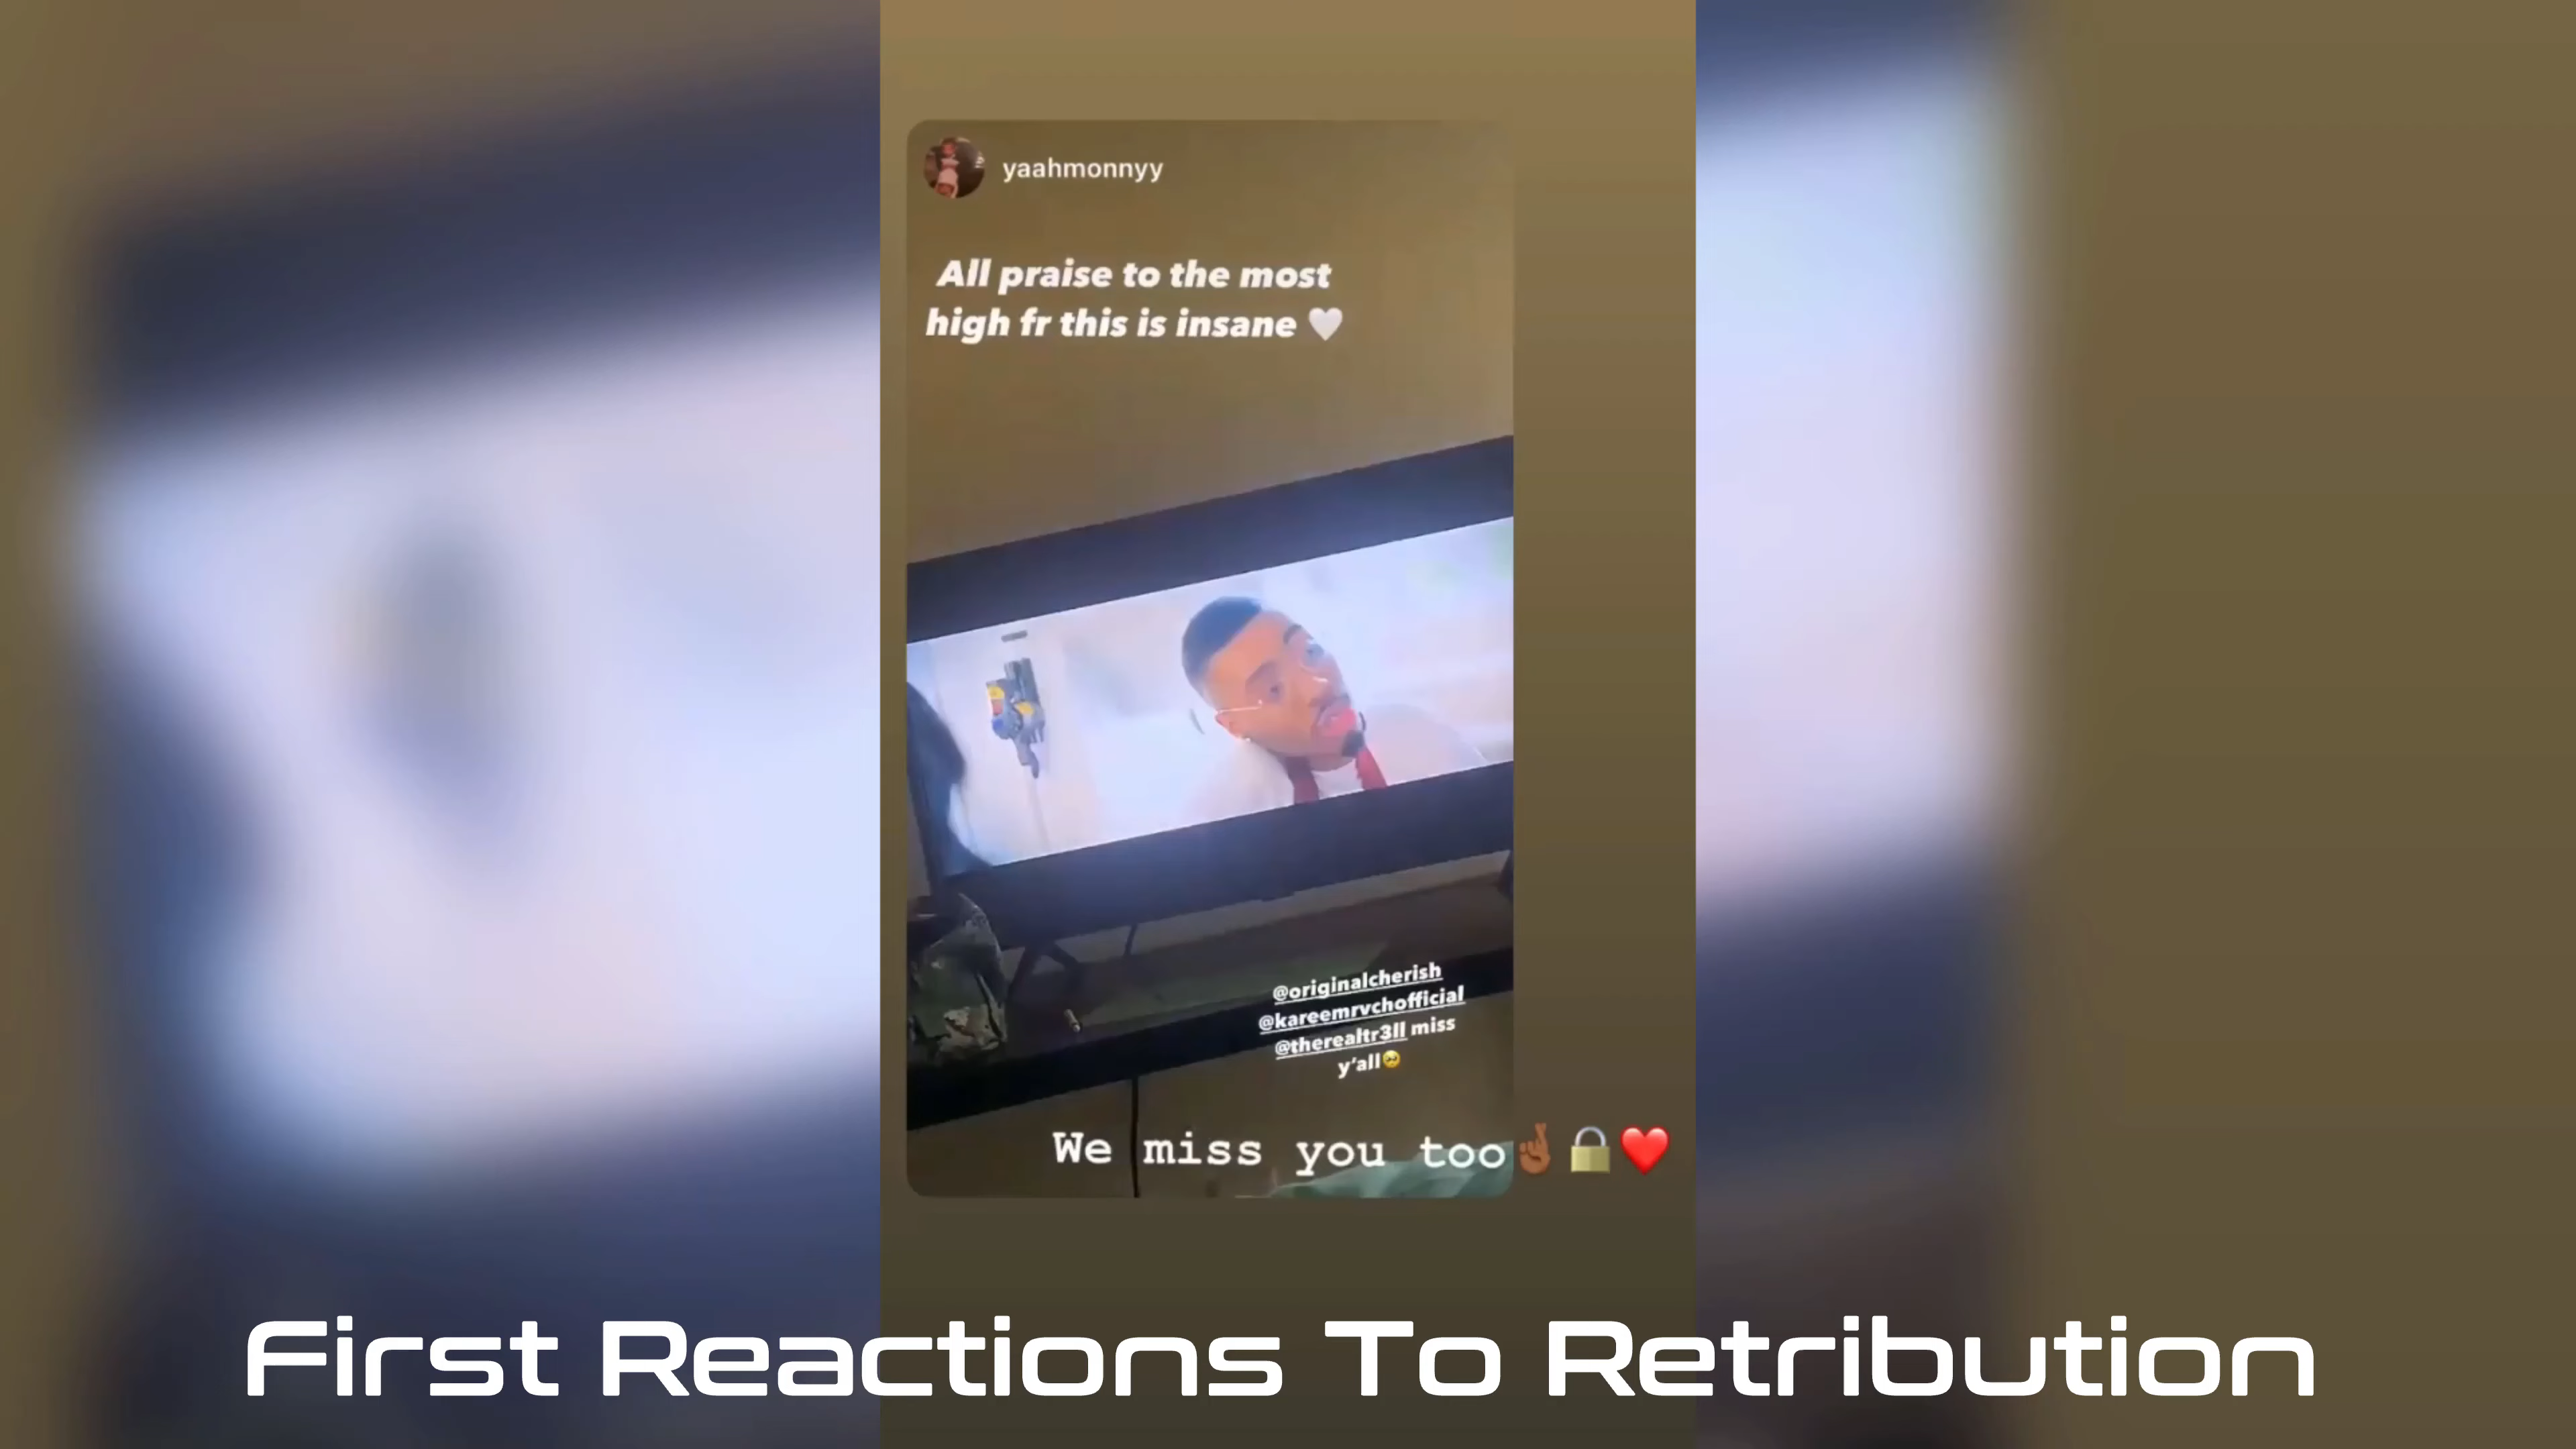 yaahmonnyy
All praise to the most
high fr this is insane 🤍
@originalcherish
@kareemrvchofficial
@therealtr3ll miss
y'all🥹
We miss you too🤞🏾🔒❤️
First Reactions To Retribution